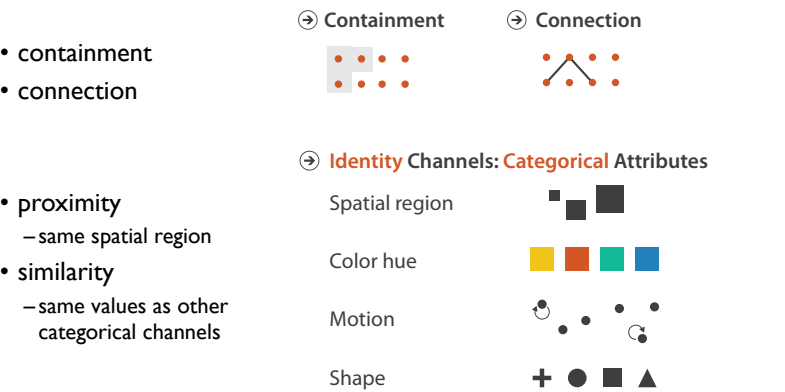 • containment
• connection
Containment
Connection
• proximity
– same spatial region
• similarity
– same values as other
categorical channels
Identity Channels: Categorical Attributes
Spatial region
Color hue
Motion
Shape